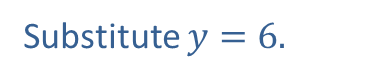 Substitute y = 6.